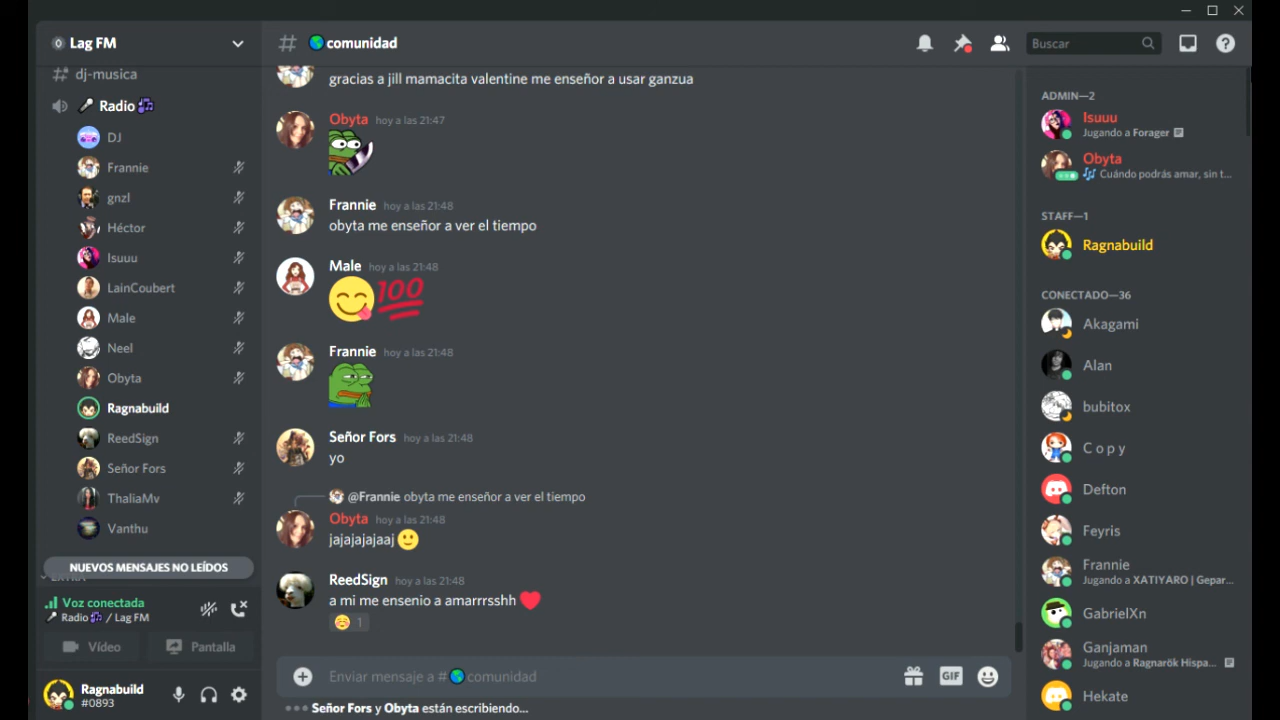 Lag FM
dj-musica
Radio
DJ
Frannie
gnzl
Héctor
Isuuu
LainCoubert
Male
Neel
Obyta
Ragnabuild
ReedSign
Señor Fors
ThaliaMv
Vanthu
NUEVOS MENSAJES NO LEÍDOS
Voz conectada
Radio / Lag FM
Vídeo
Pantalla
Ragnabuild
#0893
# comunidad
Buscar
gracias a jill mamacita valentine me enseñor a usar ganzua
Obyta hoy a las 21:47
Frannie hoy a las 21:48
obyta me enseñor a ver el tiempo
Male hoy a las 21:48
100
Frannie hoy a las 21:48
Señor Fors hoy a las 21:48
yo
@Frannie obyta me enseñor a ver el tiempo
Obyta hoy a las 21:48
jajajajajaaj
ReedSign hoy a las 21:48
a mi me ensenio a amarrrsshh
1
Enviar mensaje a # comunidad
GIF
Señor Fors y Obyta están escribiendo...
ADMIN—2
Isuuu
Jugando a Forager
Obyta
Cuándo podrás amar, sin t...
STAFF—1
Ragnabuild
CONECTADO—36
Akagami
Alan
bubitox
C o p y
Defton
Feyris
Frannie
Jugando a XATIYARO | Gepar...
GabrielXn
Ganjaman
Jugando a Ragnarök Hispa...
Hekate